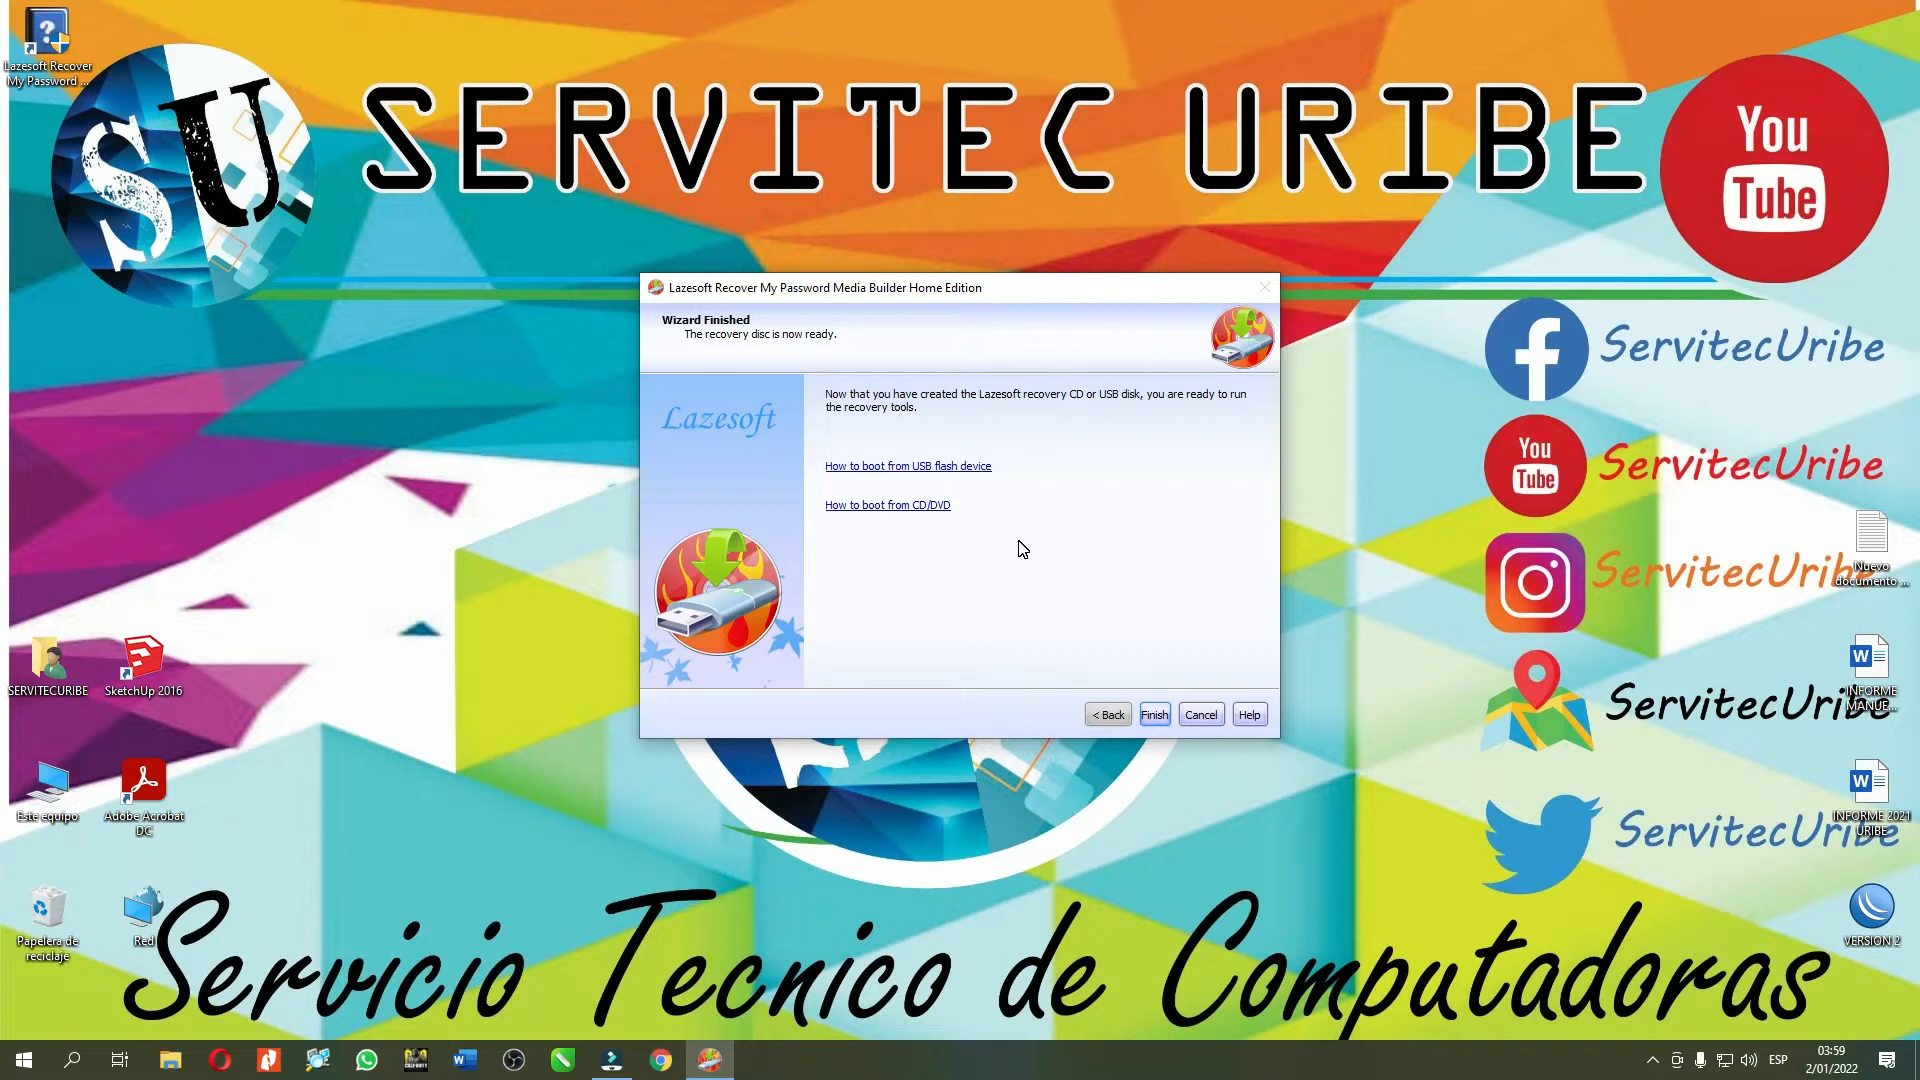 Lazesoft Recover
My Password ...
SU
SERVITEC URIBE
You
Tube
Lazesoft Recover My Password Media Builder Home Edition
Wizard Finished
The recovery disc is now ready.
Lazesoft
Now that you have created the Lazesoft recovery CD or USB disk, you are ready to run
the recovery tools.
How to boot from USB flash device
How to boot from CD/DVD
< Back
Finish
Cancel
Help
ServitecUribe
You
Tube
ServitecUribe
ServitecUribe
Nuevo
documento ...
ServitecUribe
INFORME
MANUE...
ServitecUribe
INFORME 2021
URIBE
VERSION 2
SERVITECURIBE
SketchUp 2016
Este equipo
Adobe Acrobat
DC
Papelera de
reciclaje
Red
Servicio Tecnico de Computadoras
ESP
03:59
2/01/2022